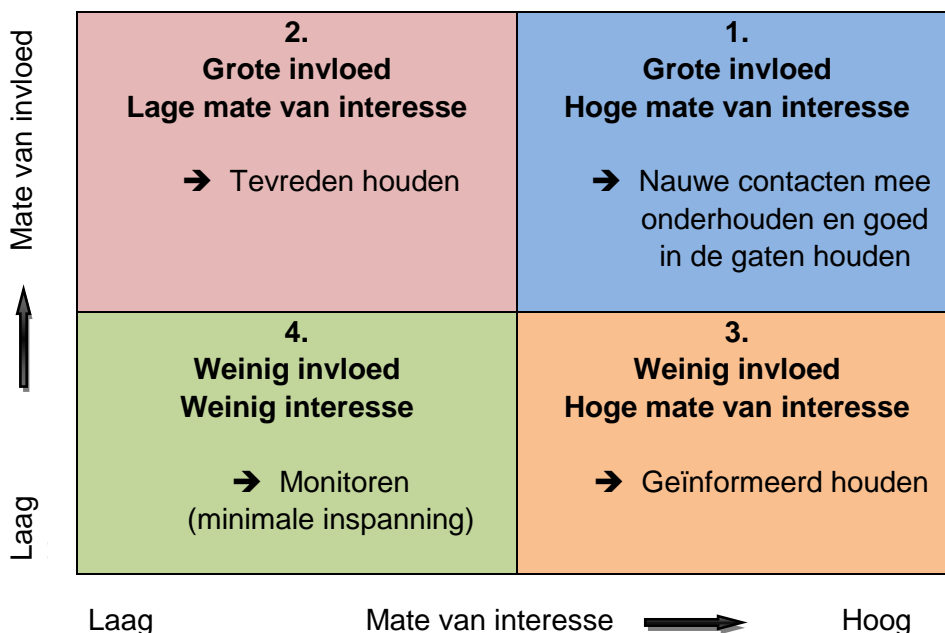 Mate van invloed
2.
Grote invloed
Lage mate van interesse
➔ Tevreden houden
1.
Grote invloed
Hoge mate van interesse
➔ Nauwe contacten mee
onderhouden en goed
in de gaten houden
Laag
4.
Weinig invloed
Weinig interesse
➔ Monitoren
(minimale inspanning)
3.
Weinig invloed
Hoge mate van interesse
➔ Geïnformeerd houden
Laag
Mate van interesse
Hoog